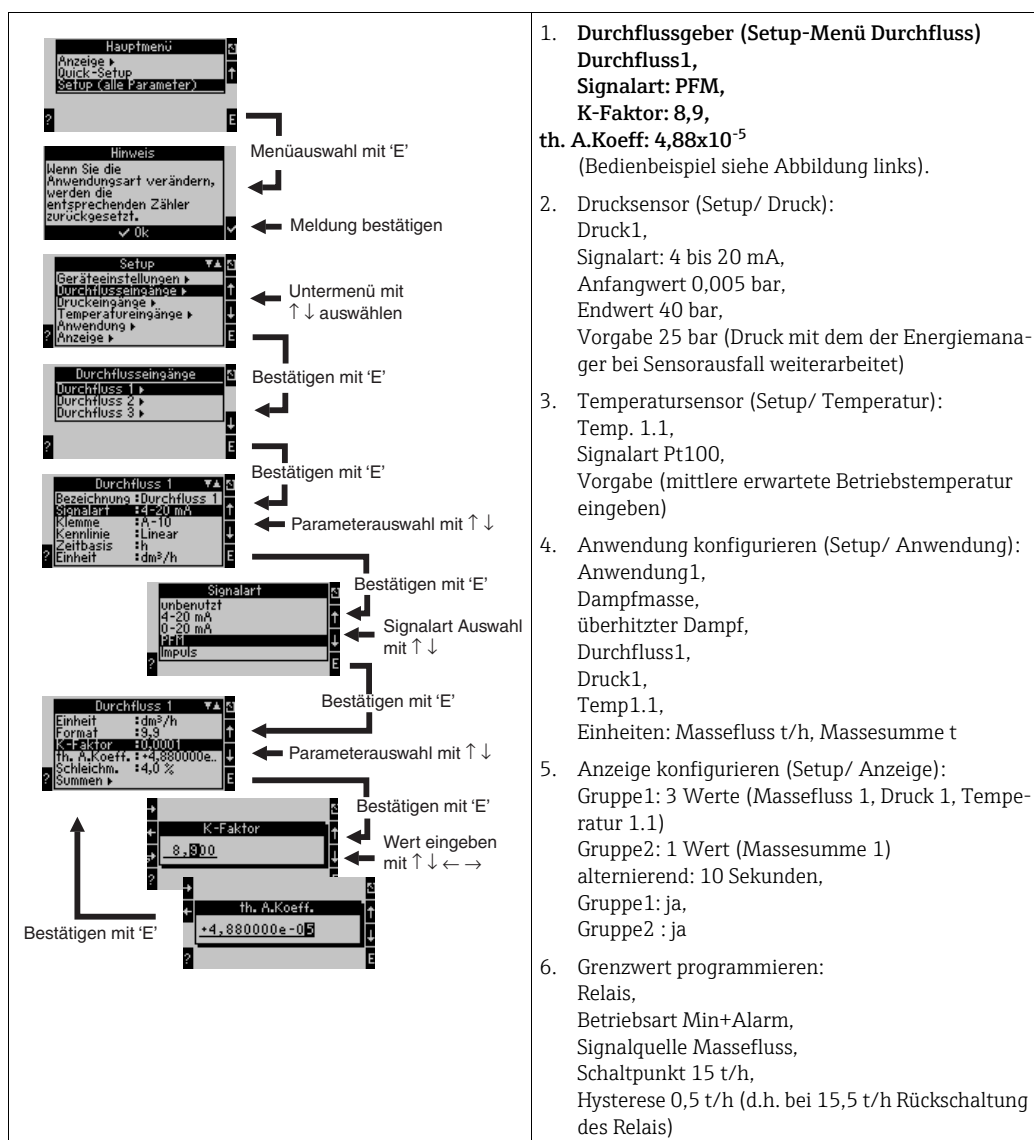 Hauptmenü
Anzeige ▸
Quick-Setup
Setup (alle Parameter)
?
E
Menüauswahl mit 'E'
Hinweis
Wenn Sie die
Anwendungsart verändern,
werden die
entsprechenden Zähler
zurückgesetzt.
✓ Ok
Meldung bestätigen
Setup ▼▲
Geräteeinstellungen ▸
Durchflusseingänge ▸
Druckeingänge ▸
Temperatureingänge ▸
Anwendung ▸
? Anzeige ▸ E
Untermenü mit
↑ ↓ auswählen
Bestätigen mit 'E'
Durchflusseingänge
Durchfluss 1 ▸
Durchfluss 2 ▸
Durchfluss 3 ▸
? E
Bestätigen mit 'E'
Durchfluss 1 ▼▲
Bezeichnung :Durchfluss 1
Signalart :4-20 mA
Klemme :A-10
Kennlinie :Linear
Zeitbasis :h
? Einheit :dm³/h E
Parameterauswahl mit ↑ ↓
Bestätigen mit 'E'
Signalart
unbenutzt
4-20 mA
0-20 mA
PFM
Impuls
? E
Signalart Auswahl
mit ↑ ↓
Bestätigen mit 'E'
Durchfluss 1 ▼▲
Einheit :dm³/h
Format :9,9
K-Faktor :0,0001
th. A.Koeff. :+4,880000e..
Schleichm. :4,0 %
? Summen ▸ E
Parameterauswahl mit ↑ ↓
Bestätigen mit 'E'
K-Faktor
8,900
?
Wert eingeben
mit ↑ ↓ ← →
th. A.Koeff.
+4,880000e-05
? E
Bestätigen mit 'E'
1. Durchflussgeber (Setup-Menü Durchfluss)
Durchfluss1,
Signalart: PFM,
K-Faktor: 8,9,
th. A.Koeff: 4,88x10⁻⁵
(Bedienbeispiel siehe Abbildung links).
2. Drucksensor (Setup/ Druck):
Druck1,
Signalart: 4 bis 20 mA,
Anfangwert 0,005 bar,
Endwert 40 bar,
Vorgabe 25 bar (Druck mit dem der Energiemana-
ger bei Sensorausfall weiterarbeitet)
3. Temperatursensor (Setup/ Temperatur):
Temp. 1.1,
Signalart Pt100,
Vorgabe (mittlere erwartete Betriebstemperatur
eingeben)
4. Anwendung konfigurieren (Setup/ Anwendung):
Anwendung1,
Dampfmasse,
überhitzter Dampf,
Durchfluss1,
Druck1,
Temp1.1,
Einheiten: Massefluss t/h, Massesumme t
5. Anzeige konfigurieren (Setup/ Anzeige):
Gruppe1: 3 Werte (Massefluss 1, Druck 1, Tempe-
ratur 1.1)
Gruppe2: 1 Wert (Massesumme 1)
alternierend: 10 Sekunden,
Gruppe1: ja,
Gruppe2 : ja
6. Grenzwert programmieren:
Relais,
Betriebsart Min+Alarm,
Signalquelle Massefluss,
Schaltpunkt 15 t/h,
Hysterese 0,5 t/h (d.h. bei 15,5 t/h Rückschaltung
des Relais)